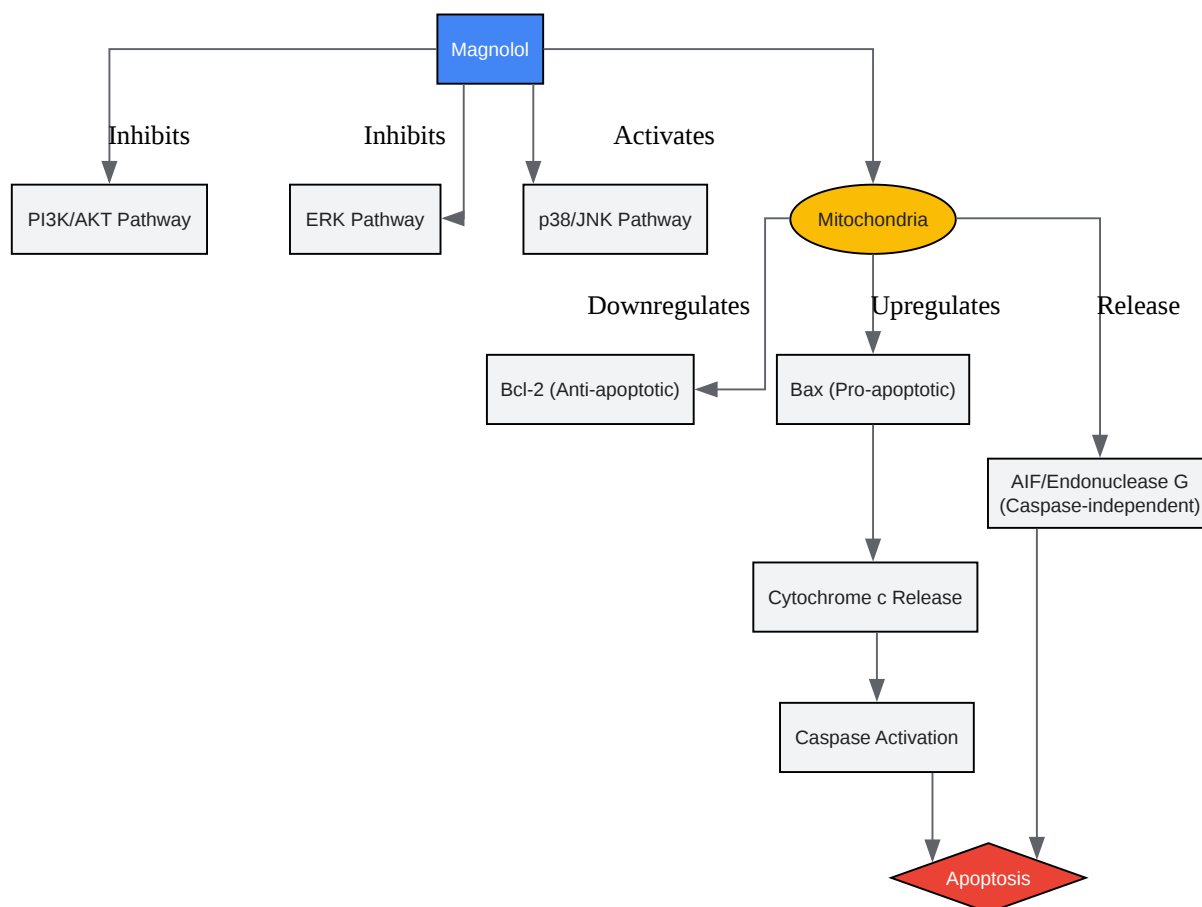 Magnolol
Inhibits
Inhibits
Activates
PI3K/AKT Pathway
ERK Pathway
p38/JNK Pathway
Mitochondria
Downregulates
Upregulates
Release
Bcl-2 (Anti-apoptotic)
Bax (Pro-apoptotic)
AIF/Endonuclease G
(Caspase-independent)
Cytochrome c Release
Caspase Activation
Apoptosis